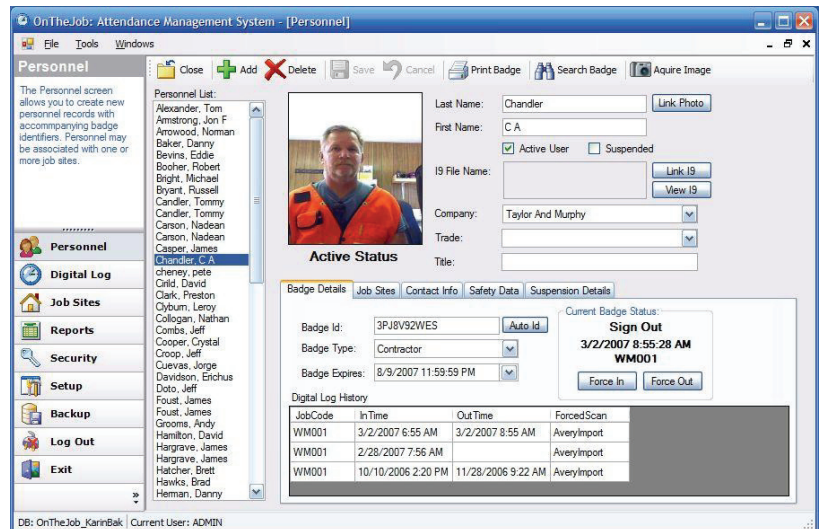 OnTheJob: Attendance Management System - [Personnel]
File Tools Windows
Personnel
The Personnel screen
allows you to create new
personnel records with
accommpanying badge
identifiers. Personnel may
be associated with one or
more job sites.
Personnel
Digital Log
Job Sites
Reports
Security
Setup
Backup
Log Out
Exit
Close Add Delete Save Cancel Print Badge Search Badge Aquire Image
Personnel List:
Alexander, Tom
Armstrong, Jon F
Arrowood, Norman
Baker, Danny
Bevins, Eddie
Booher, Robert
Bright, Michael
Bryant, Russell
Candler, Tommy
Candler, Tommy
Carson, Nadean
Carson, Nadean
Casper, James
Chandler, C A
cheney, pete
Cirild, David
Clark, Preston
Clyburn, Leroy
Collogan, Nathan
Combs, Jeff
Cooper, Crystal
Croop, Jeff
Cuevas, Jorge
Davidson, Erichus
Doto, Jeff
Foust, James
Foust, James
Grooms, Andy
Hamilton, David
Hargrave, James
Hargrave, James
Hatcher, Brett
Hawks, Brad
Heman, Danny
Active Status
Last Name: Chandler Link Photo
First Name: C A
Active User Suspended
I9 File Name: Link I9
View I9
Company: Taylor And Murphy
Trade:
Title:
Badge Details Job Sites Contact Info Safety Data Suspension Details
Badge Id: 3PJ8V92WES Auto Id
Badge Type: Contractor
Badge Expires: 8/9/2007 11:59:59 PM
Current Badge Status:
Sign Out
3/2/2007 8:55:28 AM
WM001
Force In Force Out
Digital Log History
JobCode InTime OutTime ForcedScan
WM001 3/2/2007 6:55 AM 3/2/2007 8:55 AM AveryImport
WM001 2/28/2007 7:56 AM AveryImport
WM001 10/10/2006 2:20 PM 11/28/2006 9:22 AM AveryImport
DB: OnTheJob_KarinBak Current User: ADMIN